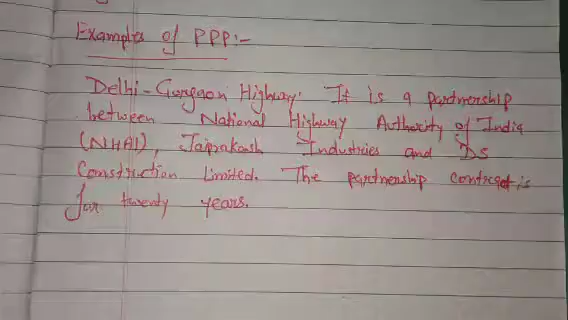 Examples of PPP:-
Delhi-Gurgaon Highway. It is a partnership
between National Highway Authority of India
(NHAI), Jaiprakash Industries and DS
Construction Limited. The partnership contract is
for twenty years.